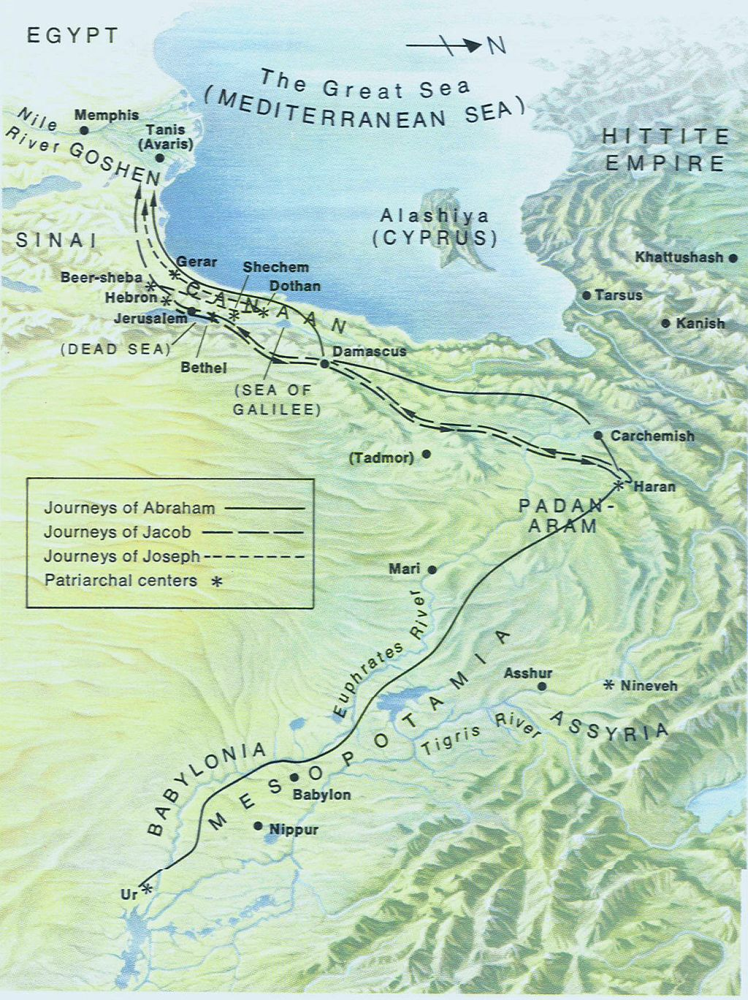 EGYPT
N
The Great Sea
(MEDITERRANEAN SEA)
Nile
River
Memphis
Tanis
(Avaris)
GOSHEN
HITTITE
EMPIRE
SINAI
Alashiya
(CYPRUS)
Khattushash
Gerar
Shechem
Beer-sheba
Dothan
CANAAN
Hebron
Tarsus
Jerusalem
Kanish
(DEAD SEA)
Damascus
Bethel
(SEA OF
GALILEE)
Carchemish
(Tadmor)
Haran
PADAN-
ARAM
Journeys of Abraham
Journeys of Jacob
Journeys of Joseph
Patriarchal centers *
Mari
Euphrates River
MESOPOTAMIA
Asshur
Nineveh
ASSYRIA
Tigris River
BABYLONIA
Babylon
Nippur
Ur